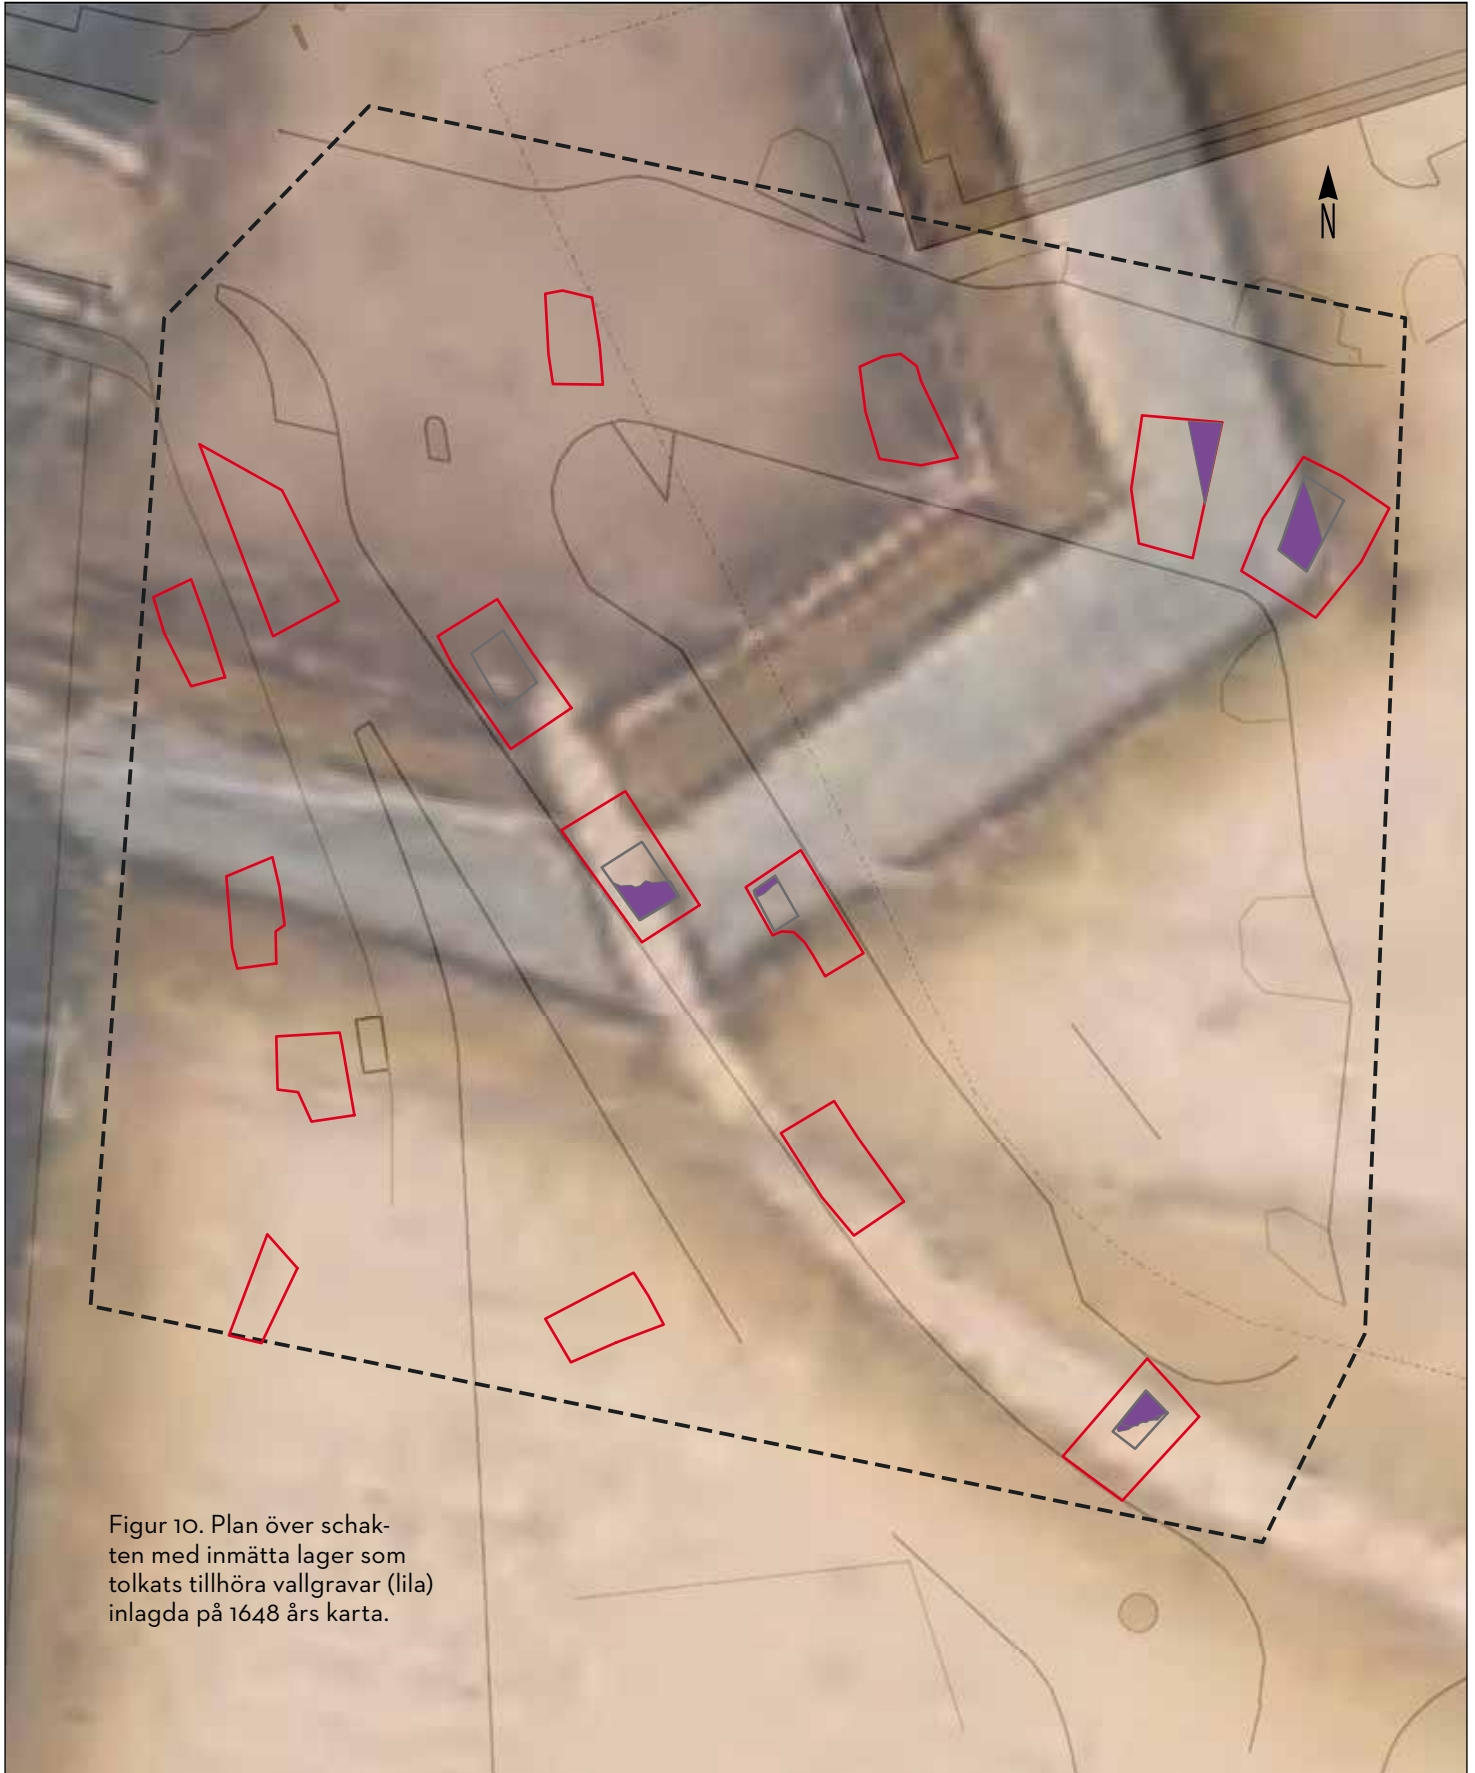 N
Figur 10. Plan över schak-
ten med inmätta lager som
tolkats tillhöra vallgravar (lila)
inlagda på 1648 års karta.